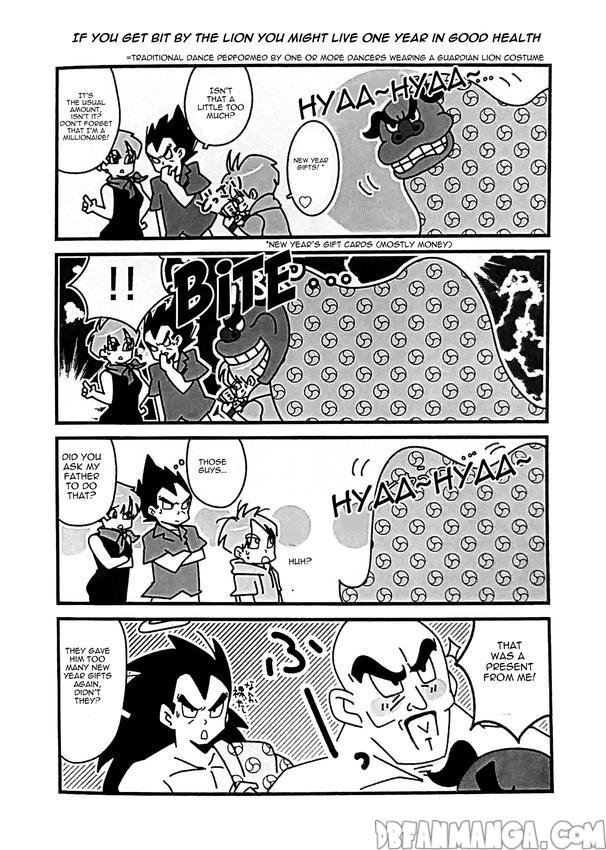 IF YOU GET BIT BY THE LION YOU MIGHT LIVE ONE YEAR IN GOOD HEALTH
*TRADITIONAL DANCE PERFORMED BY ONE OR MORE DANCERS WEARING A GUARDIAN LION COSTUME
IT'S
THE USUAL
AMOUNT,
ISN'T IT?
DON'T FORGET
THAT I'M A
MILLIONAIRE!
ISN'T
THAT A
LITTLE TOO
MUCH?
HYAA~HYAA~
NEW YEAR
GIFTS! *
*NEW YEAR'S GIFT CARDS (MOSTLY MONEY)
!!
BITE
DID YOU
ASK MY
FATHER
TO DO
THAT?
THOSE
GUYS...
HUH?
HYAA~HYAA~
THEY GAVE
HIM TOO
MANY NEW
YEAR GIFTS
AGAIN,
DIDN'T
THEY?
ふ
THAT
WAS A
PRESENT
FROM ME!
DBFANMANGA.COM